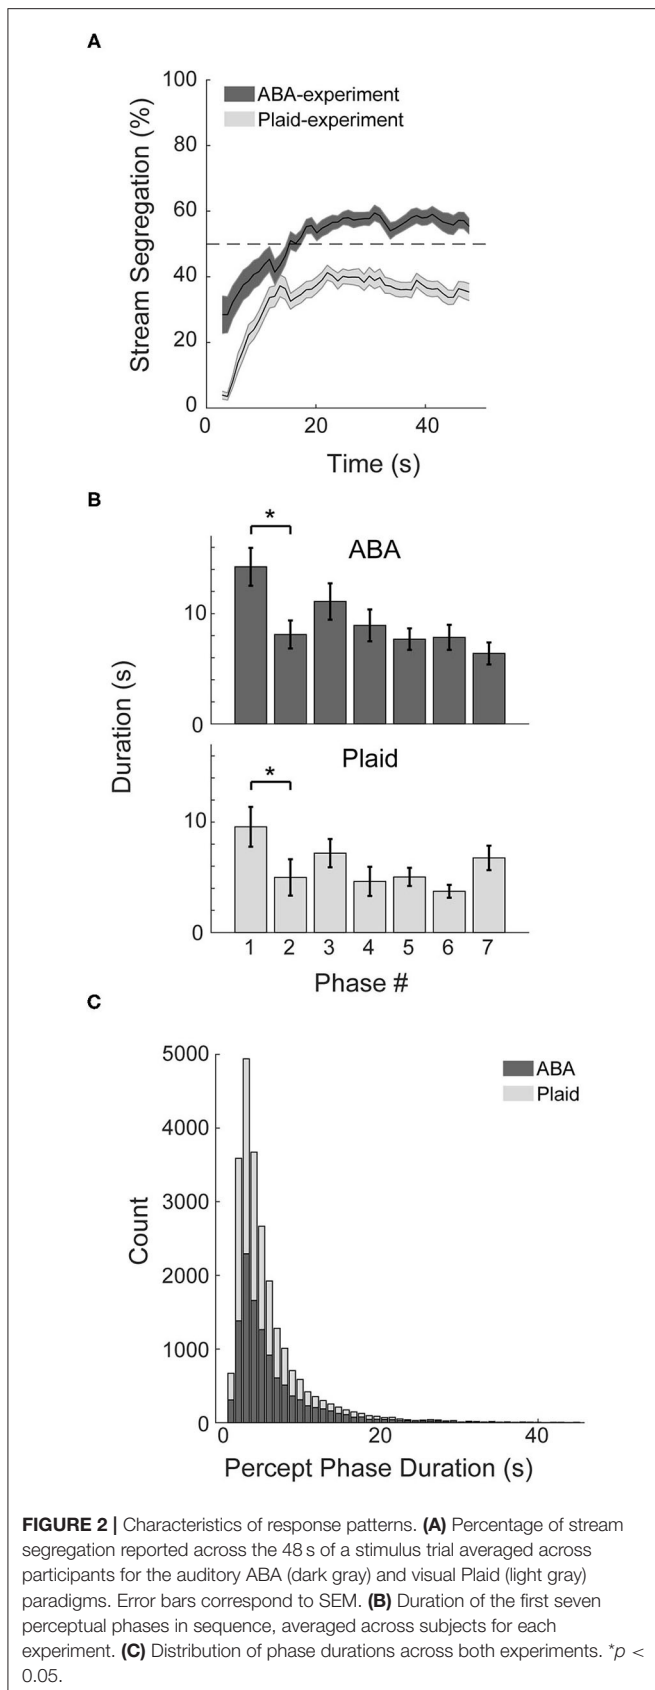 A
100
80
60
40
20
0
Stream Segregation (%)
ABA-experiment
Plaid-experiment
0
20
40
Time (s)
B
*
ABA
10
0
Duration (s)
*
Plaid
10
0
1 2 3 4 5 6 7
Phase #
C
5000
4000
3000
2000
1000
0
Count
ABA
Plaid
0
20
40
Percept Phase Duration (s)
FIGURE 2 | Characteristics of response patterns. (A) Percentage of stream
segregation reported across the 48 s of a stimulus trial averaged across
participants for the auditory ABA (dark gray) and visual Plaid (light gray)
paradigms. Error bars correspond to SEM. (B) Duration of the first seven
perceptual phases in sequence, averaged across subjects for each
experiment. (C) Distribution of phase durations across both experiments. *p <
0.05.